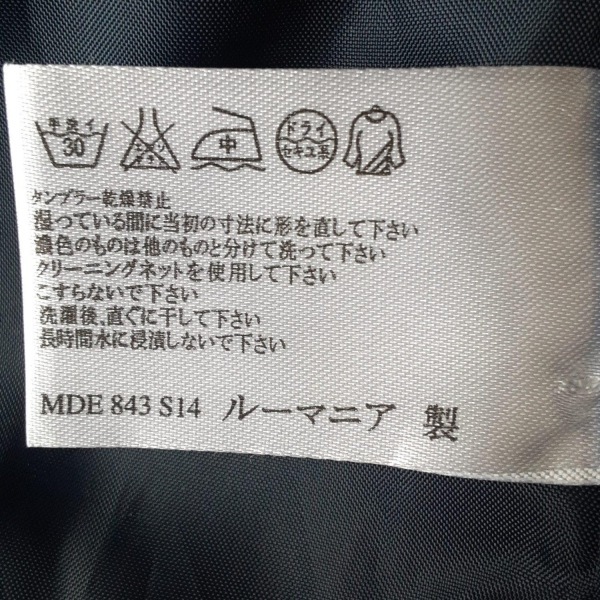 手洗イ 30 エンソサラシ 中 ドライ セキユ系
タンブラー乾燥禁止
湿っている間に当初の寸法に形を直して下さい
濃色のものは他のものと分けて洗って下さい
クリーニングネットを使用して下さい
こすらないで下さい
洗濯後、直ぐに干して下さい
長時間水に浸漬しないで下さい
MDE 843 S14 ルーマニア 製